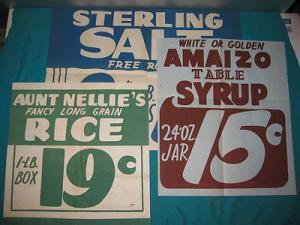 STERLING
SALT
FREE
AUNT NELLIE'S
FANCY LONG GRAIN
RICE
1-LB.
BOX
19¢
WHITE OR GOLDEN
AMAIZO
TABLE
SYRUP
24-OZ
JAR
15¢